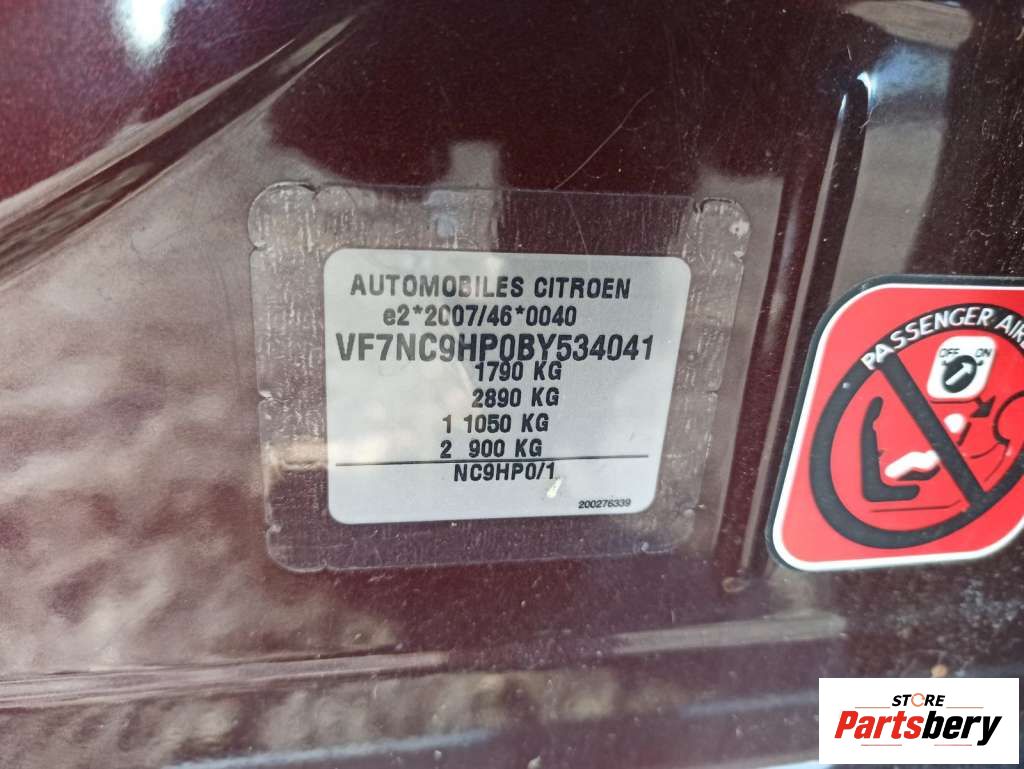 AUTOMOBILES CITROEN
e2*2007/46*0040
VF7NC9HP0BY534041
1790 KG
2890 KG
1 1050 KG
2 900 KG
NC9HP0/1
200276339
PASSENGER AIR
OFF ON
STORE
Partsbery